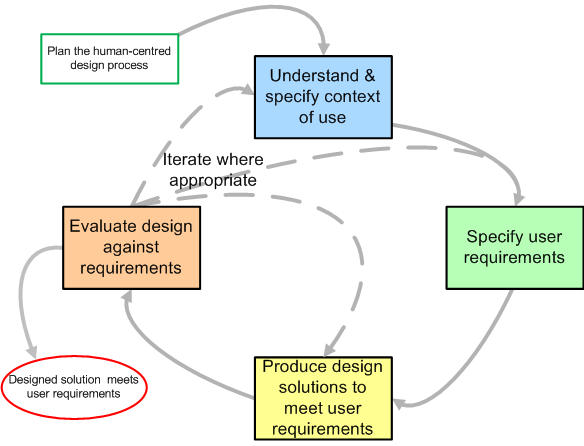 Plan the human-centred
design process
Understand &
specify context
of use
Iterate where
appropriate
Evaluate design
against
requirements
Specify user
requirements
Designed solution meets
user requirements
Produce design
solutions to
meet user
requirements